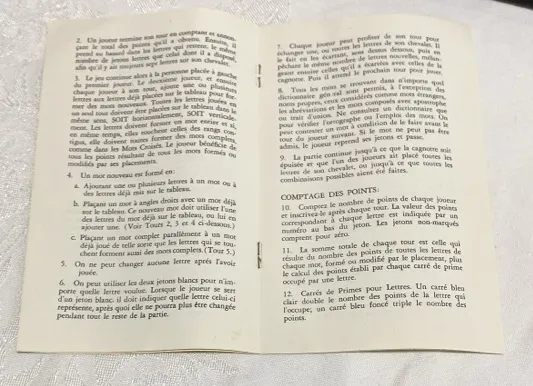 2. Un joueur termine son tour en comptant et annon-
çant le total des points qu'il a obtenu. Ensuite, il
prend au hasard dans les lettres qui restent, le même
nombre de jetons lettre que celui dont il a disposé,
afin qu'il y ait toujours sept lettres sur son chevalet.
3. Le jeu continue alors à la personne placée à gauche
du premier joueur. Le deuxième joueur, et ensuite
chaque joueur à son tour, ajoute une ou plusieurs
lettres aux lettres déjà placées sur le tableau pour for-
mer des mots nouveaux. Toutes les lettres jouées en
un seul tour doivent être placées sur le tableau dans le
même sens, SOIT horizontalement, SOIT verticale-
ment. Les lettres doivent former un mot entier et si,
en même temps, elles touchent celles des rangs con-
tigus, elle doivent toutes former des mots complets,
comme dans les Mots Croisés. Le joueur bénéficie de
tous les points résultant de tous les mots formés ou
modifiés par ses placements.
4. Un mot nouveau est formé en:
a. Ajoutant une ou plusieurs lettres à un mot ou à
des lettres déjà mis sur le tableau.
b. Plaçant un mot à angles droits avec un mot déjà
sur le tableau. Ce nouveau mot doit utiliser l'une
des lettres du mot déjà sur le tableau, ou lui en
ajouter une. (Voir Tours 2, 3 et 4 ci-dessous.)
c. Plaçant un mot complet parallèlement à un mot
déjà joué de telle sorte que les lettres qui se tou-
chent forment aussi des mots complets. (Tour 5.)
5. On ne peut changer aucune lettre après l'avoir
jouée.
6. On peut utiliser les deux jetons blancs pour n'im-
porte quelle lettre voulue. Lorsque le joueur se sert
d'un jeton blanc, il doit indiquer quelle lettre celui-ci
représente, après quoi elle ne pourra plus être changée
pendant tout le reste de la partie.
7. Chaque joueur peut profiter de son tour pour
échanger une, ou toutes les lettres de son chevalet. Il
le fait en les écartant, sens dessus dessous, puis en
pêchant le même nombre de lettres nouvelles, mélan-
geant ensuite celles qu'il a écartées avec celles de la
cagnotte. Puis il attend le prochain tour pour jouer.
8. Tous les mots se trouvant dans n'importe quel
dictionnaire général sont permis, à l'exception des
noms propres, ceux considérés comme mots étrangers,
les abréviations et les mots composés avec apostrophe
ou trait d'union. Ne consultez un dictionnaire que
pour vérifier l'ortographe ou l'emploi des mots. On
peut contester un mot à condition de le faire avant le
tour du joueur suivant. Si le mot ne peut pas être
admis, le joueur reprend ses jetons et passe.
9. La partie continue jusqu'à ce que la cagnotte soit
épuisée et que l'un des joueurs ait placé toutes les
lettres de son chevalet, ou jusqu'à ce que toutes les
combinaisons possibles aient été faites.
COMPTAGE DES POINTS:
10. Comptez le nombre de points de chaque joueur
et inscrivez-le après chaque tour. La valeur des points
correspondant à chaque lettre est indiquée par un
numéro au bas du jeton. Les jetons non-marqués
comptent pour zéro.
11. La somme totale de chaque tour est celle qui
résulte du nombre des points de toutes les lettres de
chaque mot, formé ou modifié par le placement, plus
le calcul des points établi par chaque carré de prime
occupé par une lettre.
12. Carrés de Primes pour Lettres. Un carré bleu
clair double le nombre des points de la lettre qui
l'occupe; un carré bleu foncé triple le nombre des
points.